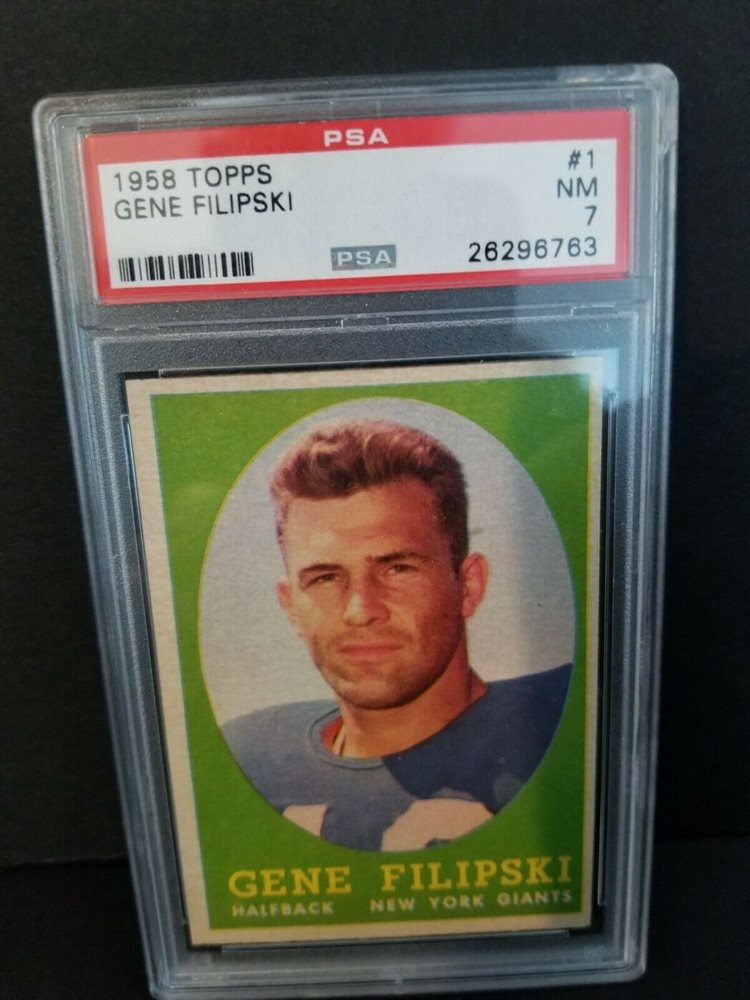 PSA
1958 TOPPS #1
GENE FILIPSKI NM
7
PSA 26296763
GENE FILIPSKI
HALFBACK NEW YORK GIANTS